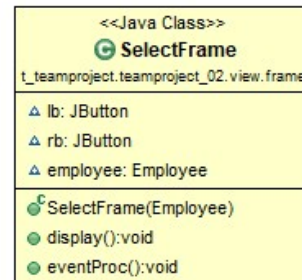 <<Java Class>>
SelectFrame
t_teamproject.teamproject_02.view.frame
lb: JButton
rb: JButton
employee: Employee
SelectFrame(Employee)
display():void
eventProc():void